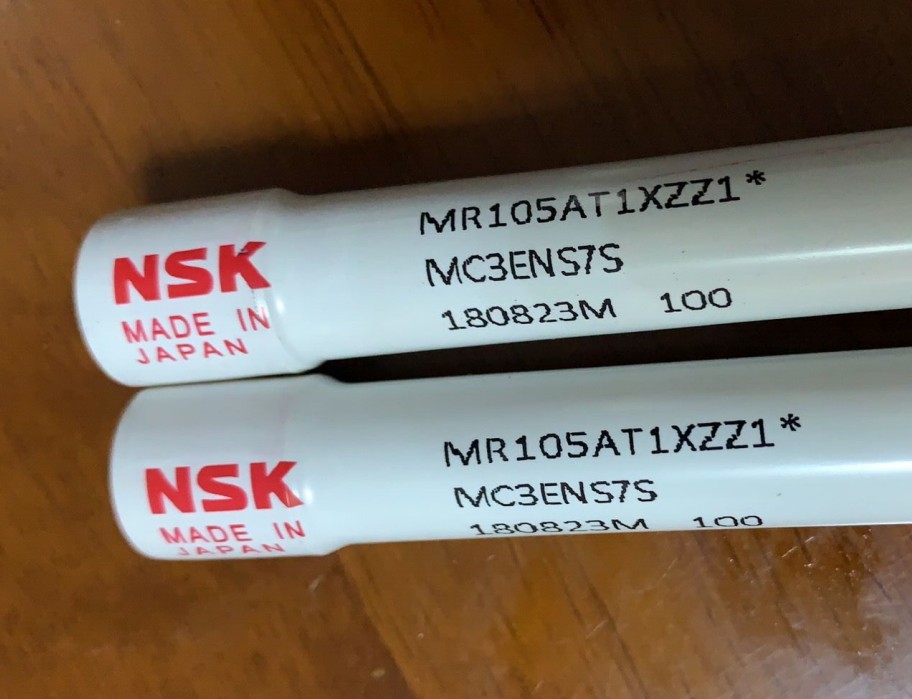 NSK
MADE IN
JAPAN
MR105AT1XZZ1*
MC3ENS7S
180823M 100
NSK
MADE IN
JAPAN
MR105AT1XZZ1*
MC3ENS7S
180823M 100